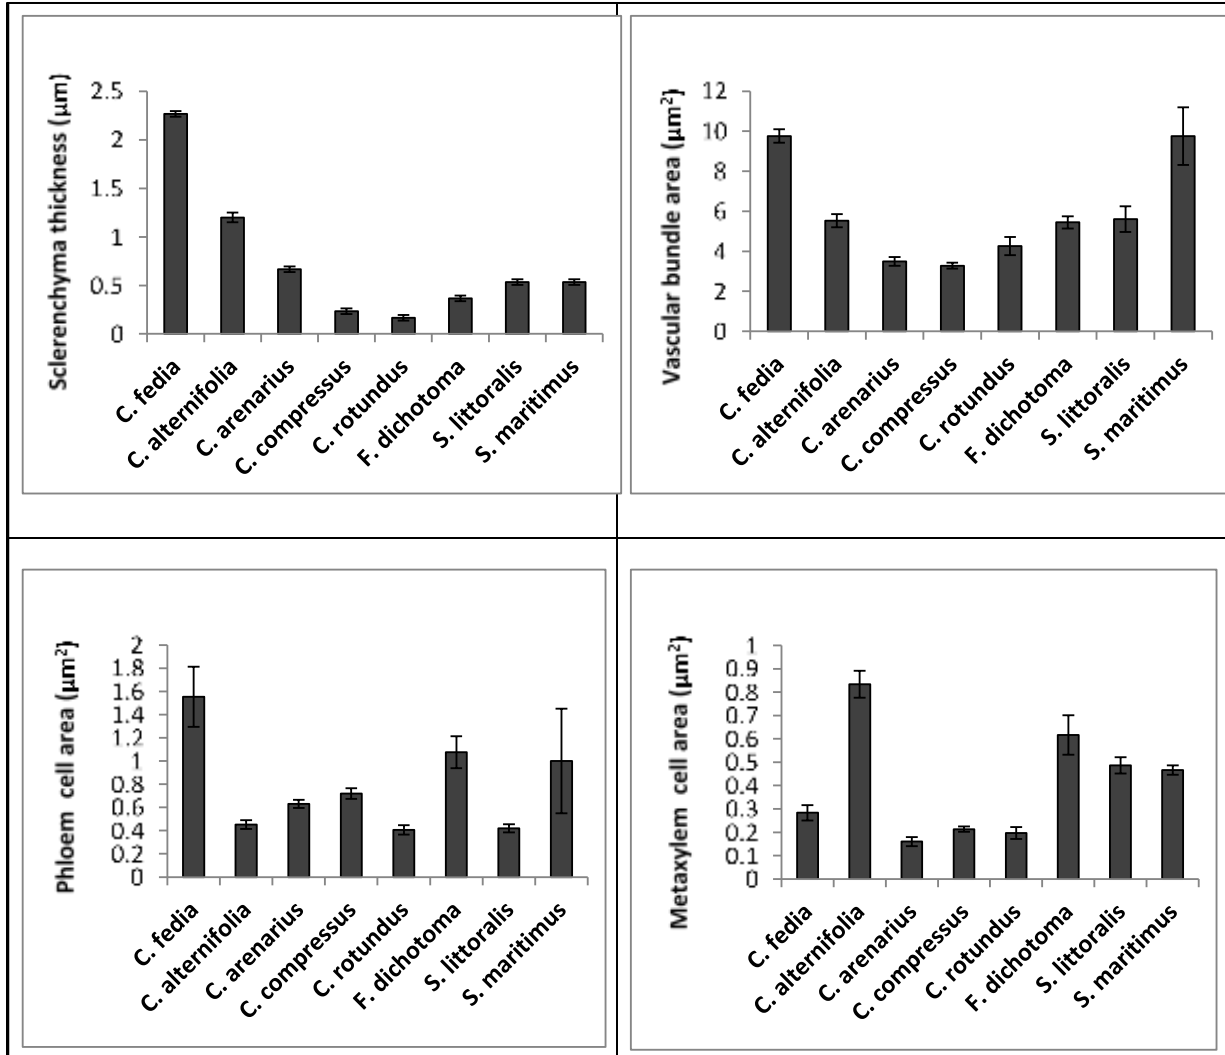 Sclerenchyma thickness (µm)
2.5
2
1.5
1
0.5
0
C. fedia
C. alternifolia
C. arenarius
C. compressus
C. rotundus
F. dichotoma
S. littoralis
S. maritimus
Vascular bundle area (µm²)
12
10
8
6
4
2
0
C. fedia
C. alternifolia
C. arenarius
C. compressus
C. rotundus
F. dichotoma
S. littoralis
S. maritimus
Phloem cell area (µm²)
2
1.8
1.6
1.4
1.2
1
0.8
0.6
0.4
0.2
0
C. fedia
C. alternifolia
C. arenarius
C. compressus
C. rotundus
F. dichotoma
S. littoralis
S. maritimus
Metaxylem cell area (µm²)
1
0.9
0.8
0.7
0.6
0.5
0.4
0.3
0.2
0.1
0
C. fedia
C. alternifolia
C. arenarius
C. compressus
C. rotundus
F. dichotoma
S. littoralis
S. maritimus